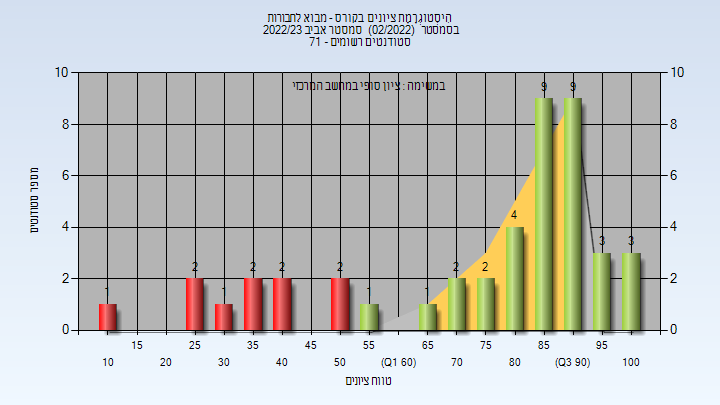 היסטוגרמת ציונים בקורס - מבוא לחבורות
בסמסטר (02/2022) סמסטר אביב 2022/23
סטודנטים רשומים - 71
במשימה : ציון סופי במחשב המרכזי
10 10
8 8
6 6
4 4
2 2
0 0
מספר סטודנטים
1 2 1 2 2 2 1 1 2 2 4 9 9 3 3
15 25 35 45 55 65 75 85 95
10 20 30 40 50 (Q1 60) 70 80 (Q3 90) 100
טווח ציונים